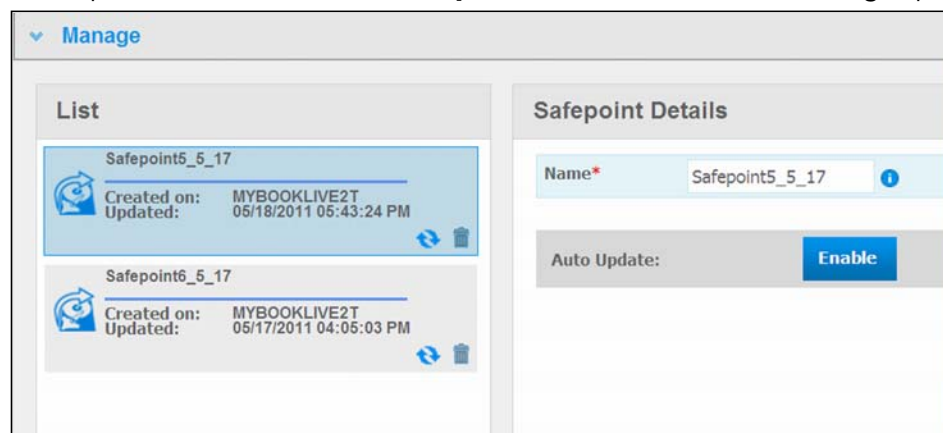 Manage
List
Safepoint5_5_17
Created on: MYBOOKLIVE2T
Updated: 05/18/2011 05:43:24 PM
Safepoint6_5_17
Created on: MYBOOKLIVE2T
Updated: 05/17/2011 04:05:03 PM
Safepoint Details
Name* Safepoint5_5_17
Auto Update: Enable